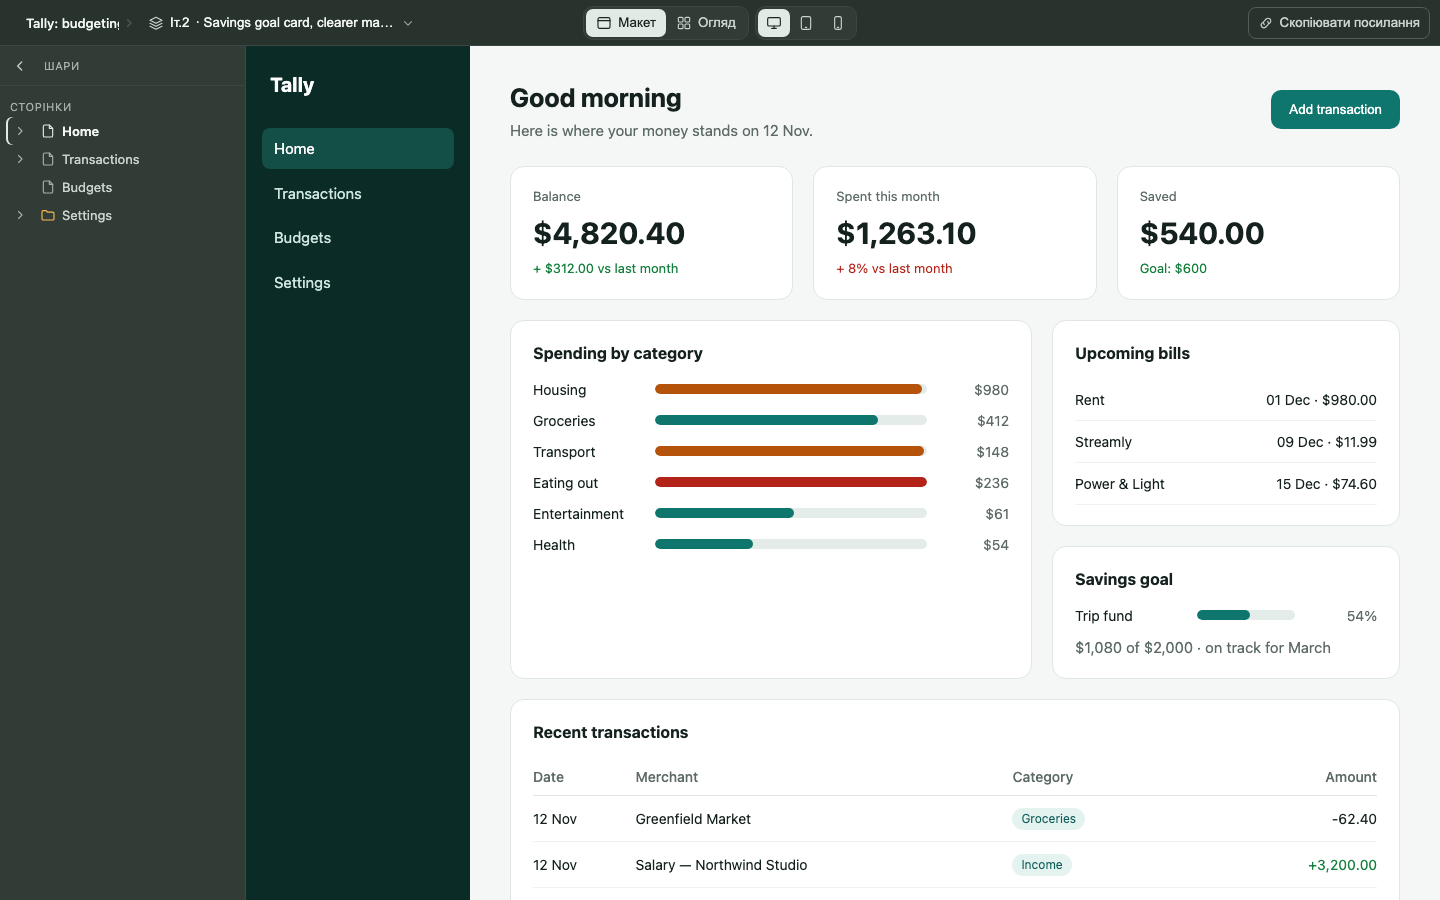 Tally: budgeting
Іт.2 · Savings goal card, clearer ma…
Макет
Огляд
Скопіювати посилання
ШАРИ
СТОРІНКИ
Home
Transactions
Budgets
Settings
Tally
Home
Transactions
Budgets
Settings
Good morning
Here is where your money stands on 12 Nov.
Add transaction
Balance
$4,820.40
+ $312.00 vs last month
Spent this month
$1,263.10
+ 8% vs last month
Saved
$540.00
Goal: $600
Spending by category
Housing $980
Groceries $412
Transport $148
Eating out $236
Entertainment $61
Health $54
Upcoming bills
Rent 01 Dec · $980.00
Streamly 09 Dec · $11.99
Power & Light 15 Dec · $74.60
Savings goal
Trip fund 54%
$1,080 of $2,000 · on track for March
Recent transactions
Date Merchant Category Amount
12 Nov Greenfield Market Groceries -62.40
12 Nov Salary — Northwind Studio Income +3,200.00